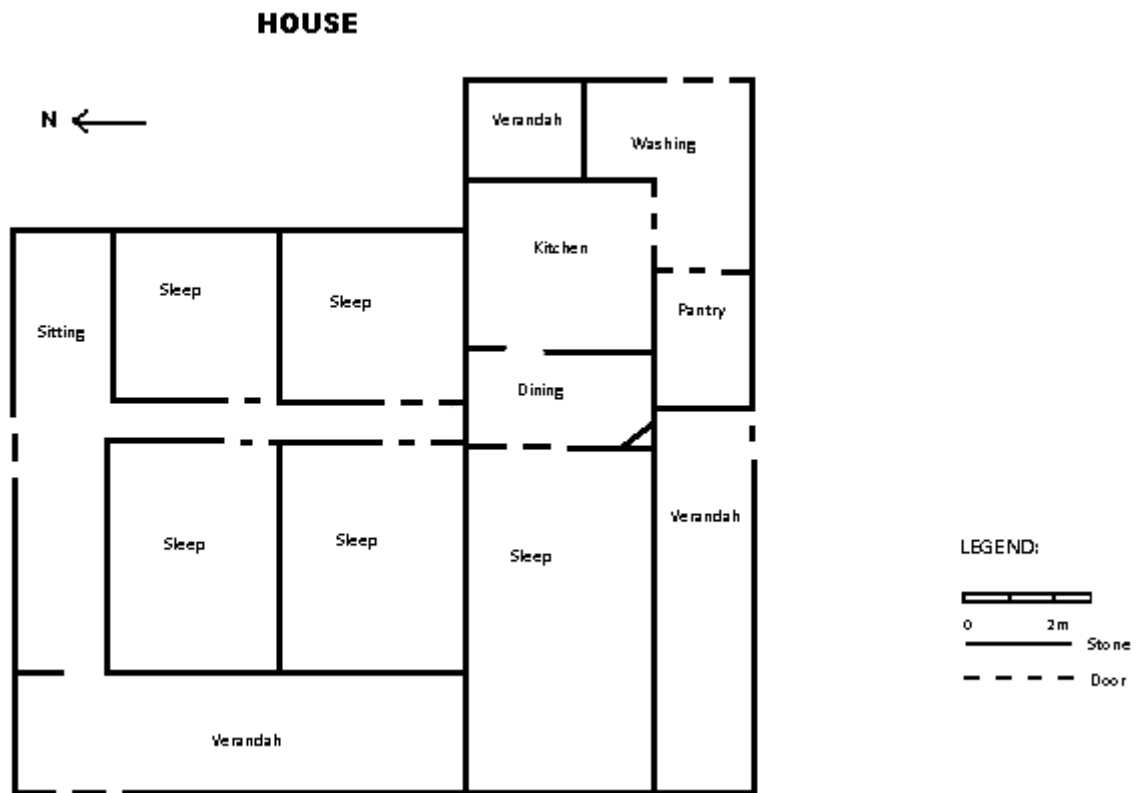 HOUSE
N
Verandah
Washing
Kitchen
Sleep
Sleep
Sitting
Pantry
Dining
Verandah
Sleep
Sleep
Sleep
Verandah
LEGEND:
0 2m
Stone
Door